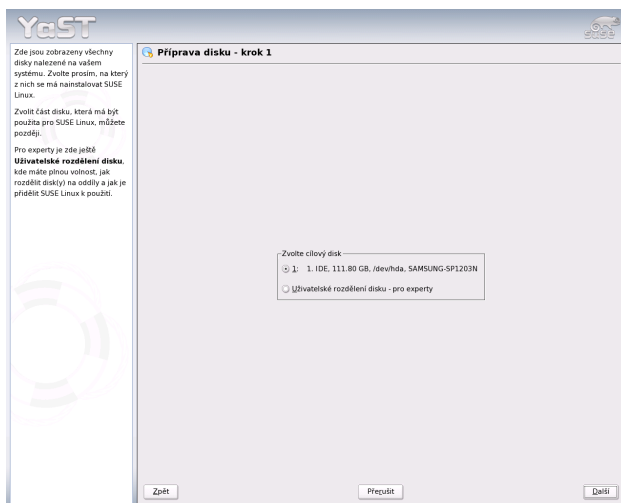 YaST
SUSE
Zde jsou zobrazeny všechny
disky nalezené na vašem
systému. Zvolte prosím, na který
z nich se má nainstalovat SUSE
Linux.
Zvolit část disku, která má být
použita pro SUSE Linux, můžete
později.
Pro experty je zde ještě
Uživatelské rozdělení disku,
kde máte plnou volnost, jak
rozdělit disk(y) na oddíly a jak je
přidělit SUSE Linux k použití.
Příprava disku - krok 1
Zvolte cílový disk
1: 1. IDE, 111.80 GB, /dev/hda, SAMSUNG-SP1203N
Uživatelské rozdělení disku - pro experty
Zpět
Přerušit
Další